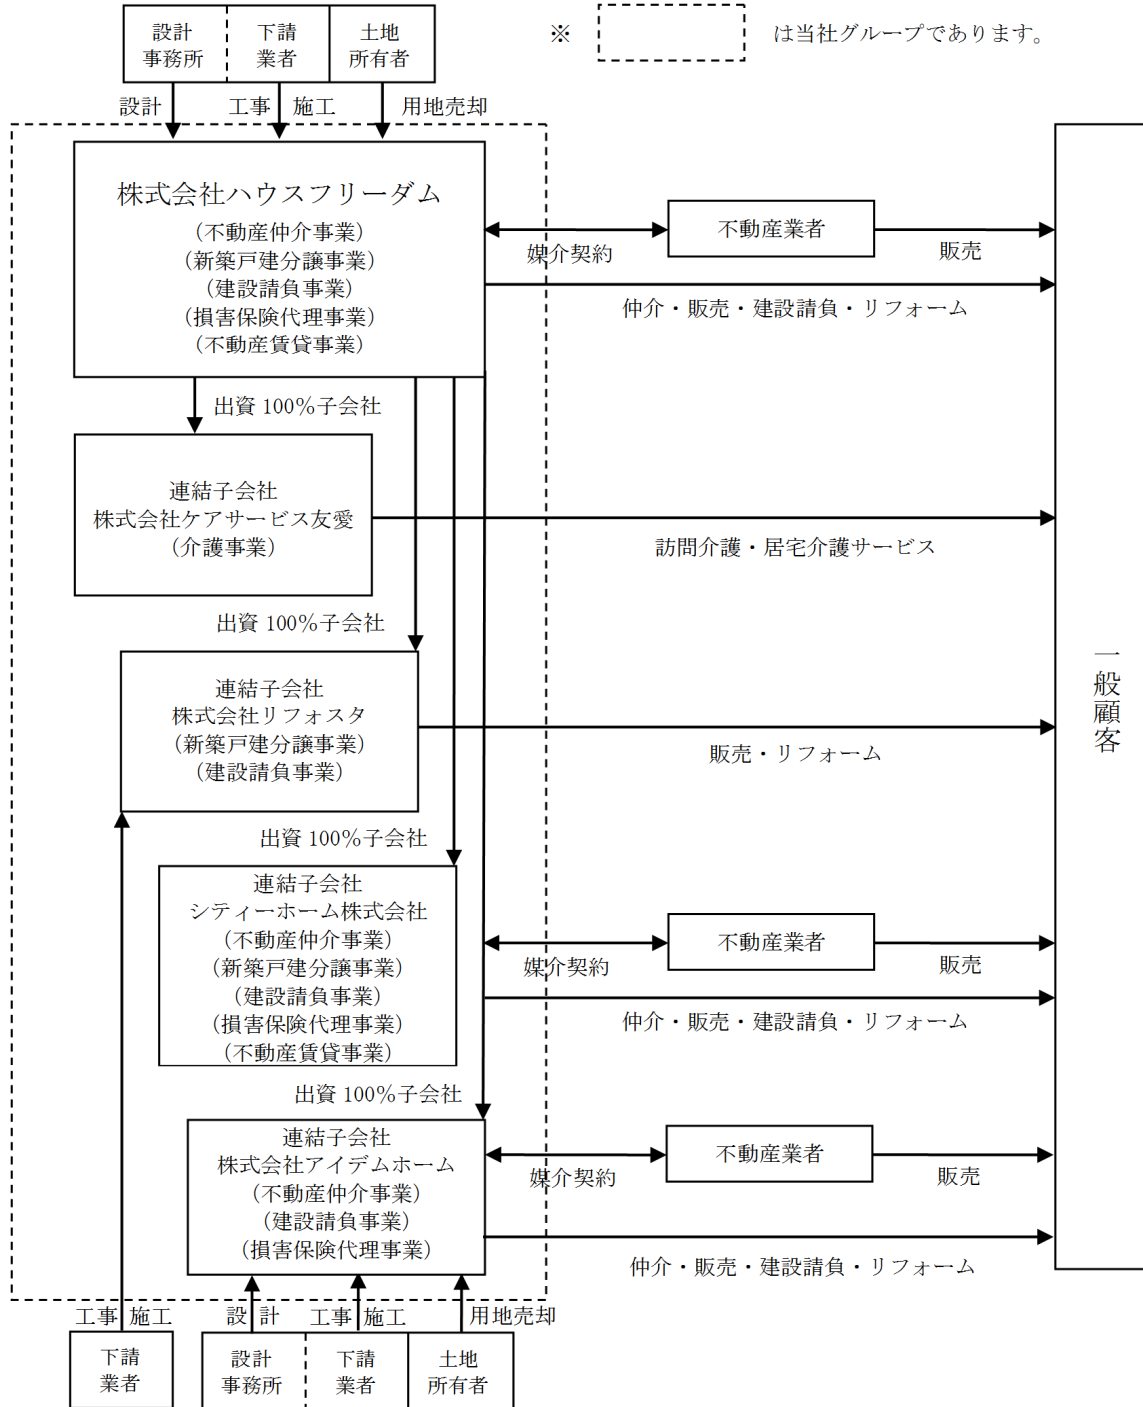 設計
事務所
下請
業者
土地
所有者
※
は当社グループであります。
設計
工事
施工
用地売却
株式会社ハウスフリーダム
(不動産仲介事業)
(新築戸建分譲事業)
(建設請負事業)
(損害保険代理事業)
(不動産賃貸事業)
媒介契約
不動産業者
販売
仲介・販売・建設請負・リフォーム
出資 100%子会社
連結子会社
株式会社ケアサービス友愛
(介護事業)
訪問介護・居宅介護サービス
出資 100%子会社
連結子会社
株式会社リフォスタ
(新築戸建分譲事業)
(建設請負事業)
販売・リフォーム
一般顧客
出資 100%子会社
連結子会社
シティーホーム株式会社
(不動産仲介事業)
(新築戸建分譲事業)
(建設請負事業)
(損害保険代理事業)
(不動産賃貸事業)
媒介契約
不動産業者
販売
仲介・販売・建設請負・リフォーム
出資 100%子会社
連結子会社
株式会社アイデムホーム
(不動産仲介事業)
(建設請負事業)
(損害保険代理事業)
媒介契約
不動産業者
販売
仲介・販売・建設請負・リフォーム
工事
施工
設計
工事
施工
用地売却
下請
業者
設計
事務所
下請
業者
土地
所有者